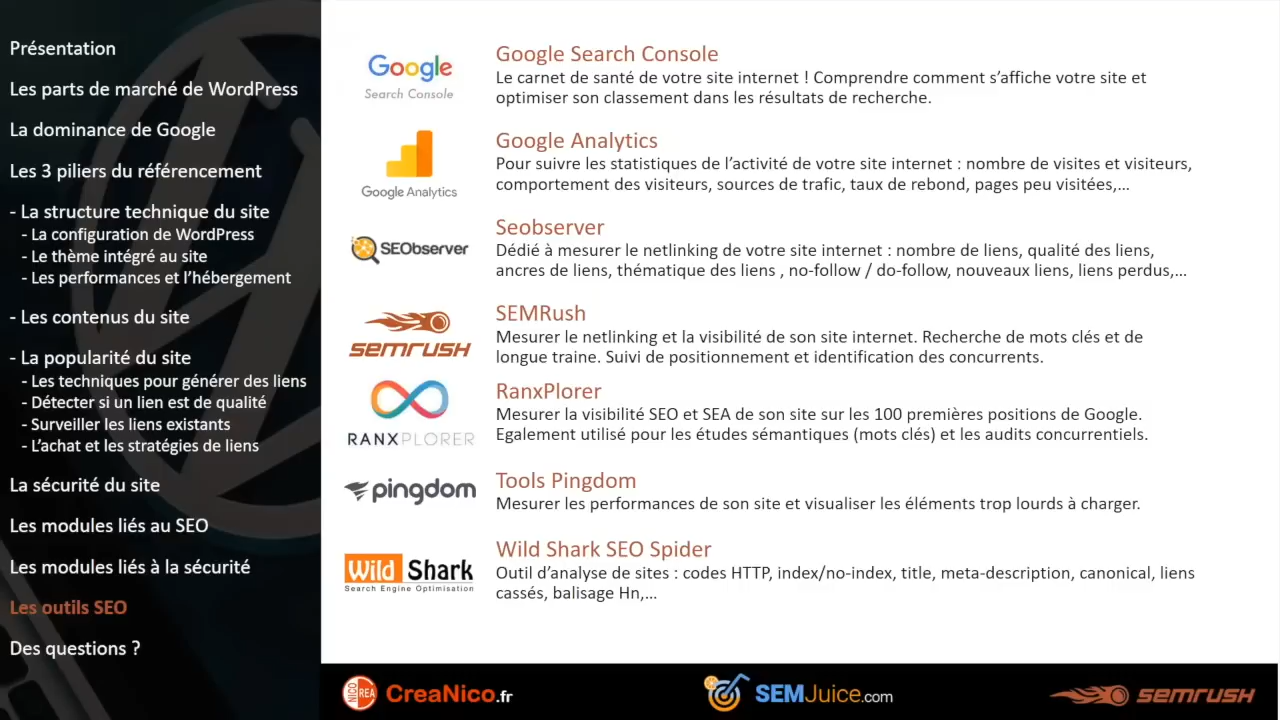 Présentation
Les parts de marché de WordPress
La dominance de Google
Les 3 piliers du référencement
- La structure technique du site
- La configuration de WordPress
- Le thème intégré au site
- Les performances et l’hébergement
- Les contenus du site
- La popularité du site
- Les techniques pour générer des liens
- Détecter si un lien est de qualité
- Surveiller les liens existants
- L’achat et les stratégies de liens
La sécurité du site
Les modules liés au SEO
Les modules liés à la sécurité
Les outils SEO
Des questions ?
Google
Search Console
Google Search Console
Le carnet de santé de votre site internet ! Comprendre comment s’affiche votre site et
optimiser son classement dans les résultats de recherche.
Google Analytics
Google Analytics
Pour suivre les statistiques de l’activité de votre site internet : nombre de visites et visiteurs,
comportement des visiteurs, sources de trafic, taux de rebond, pages peu visitées,...
SEObserver
Seobserver
Dédié à mesurer le netlinking de votre site internet : nombre de liens, qualité des liens,
ancres de liens, thématique des liens , no-follow / do-follow, nouveaux liens, liens perdus,...
SEMRUSH
SEMRush
Mesurer le netlinking et la visibilité de son site internet. Recherche de mots clés et de
longue traine. Suivi de positionnement et identification des concurrents.
RANXPLORER
RanxPlorer
Mesurer la visibilité SEO et SEA de son site sur les 100 premières positions de Google.
Egalement utilisé pour les études sémantiques (mots clés) et les audits concurrentiels.
pingdom
Tools Pingdom
Mesurer les performances de son site et visualiser les éléments trop lourds à charger.
Wild Shark
Search Engine Optimisation
Wild Shark SEO Spider
Outil d’analyse de sites : codes HTTP, index/no-index, title, meta-description, canonical, liens
cassés, balisage Hn,...
NICO CREA
CreaNico.fr
SEMJuice.com
SEMRUSH